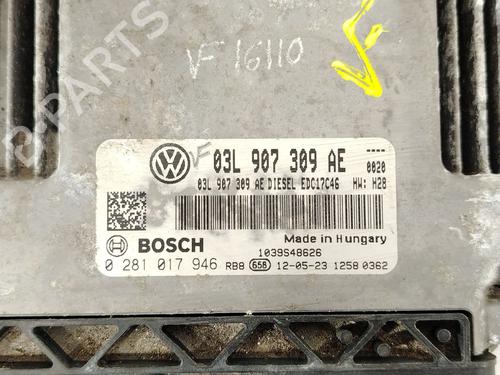 B-PARTS
VF 16110
03L 907 309 AE ----
03L 907 309 AE DIESEL EDC17C46 0020
HW: H28
BOSCH
Made in Hungary
1039S48626
0 281 017 946 RB8 658 12-05-23 1258 0362